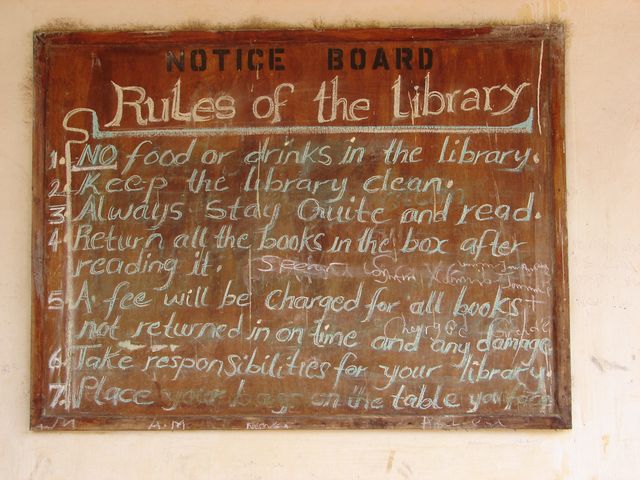 NOTICE BOARD
RULES of the library
1. NO food or drinks in the library.
2. Keep the library clean.
3. Always stay Quite and read.
4. Return all the books in the box after
reading it.
5. A fee will be charged for all books
not returned in on time and any damage
6. Take responsibilities for your library.
7. Place your bags on the table you
A.M